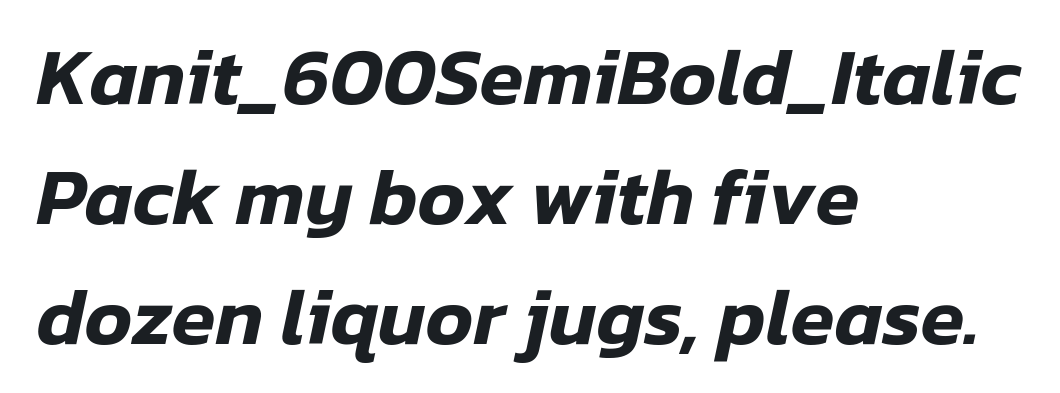 Kanit_600SemiBold_Italic
Pack my box with five
dozen liquor jugs, please.